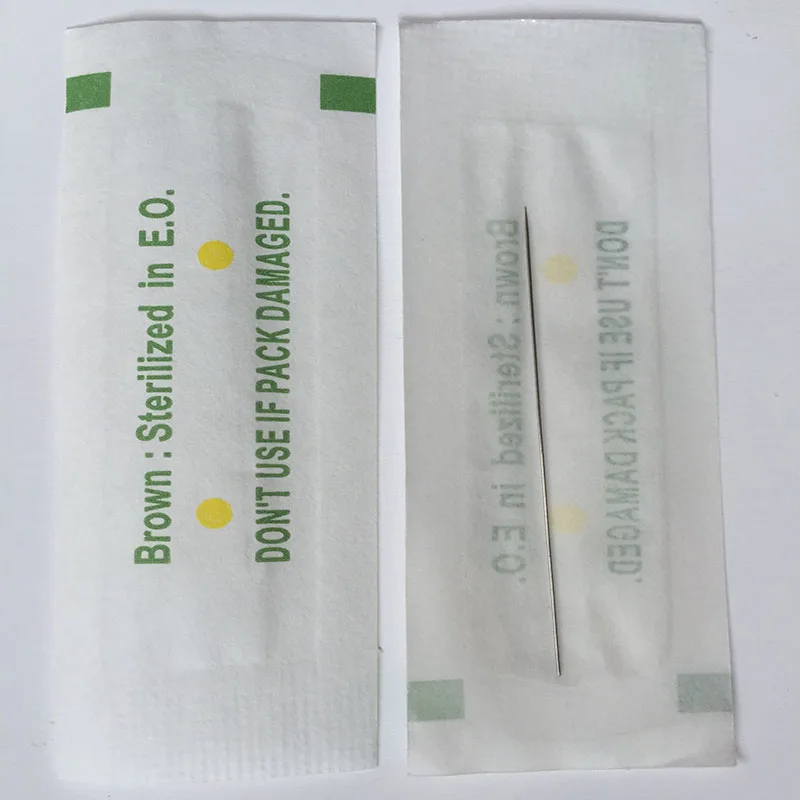 Brown : Sterilized in E.O.
DON'T USE IF PACK DAMAGED.
Brown : Sterilized in E.O.
DON'T USE IF PACK DAMAGED.